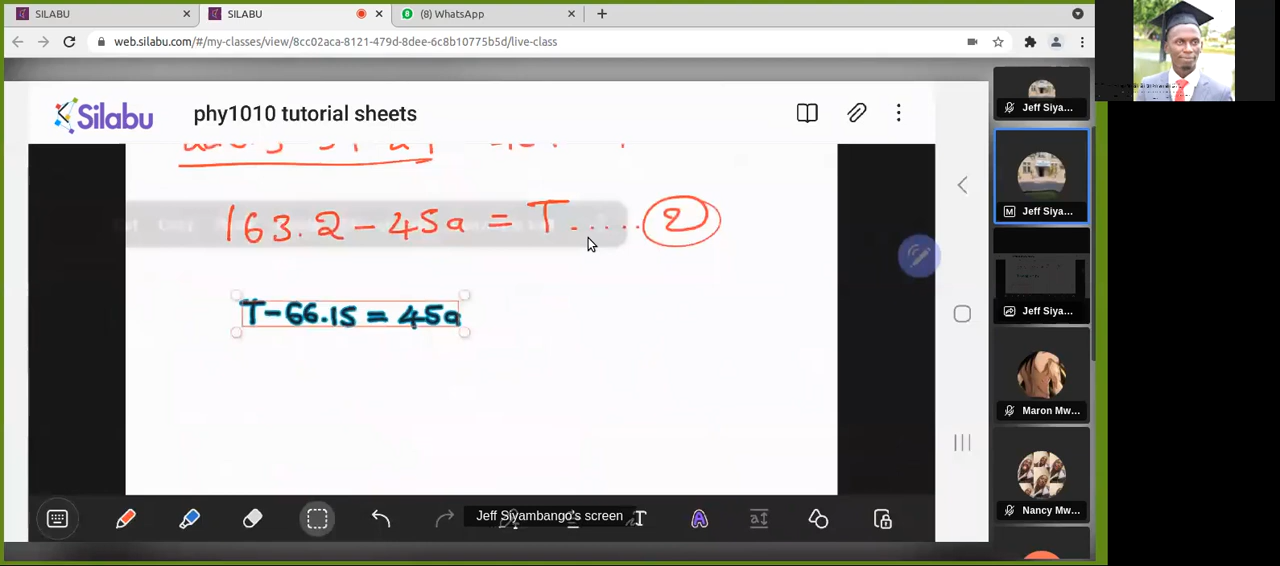 SILABU
SILABU
(8) WhatsApp
web.silabu.com/#/my-classes/view/8cc02aca-8121-479d-8dee-6c8b10775b5d/live-class
Silabu
phy1010 tutorial sheets
163.2 - 45a = T ..... 2
T - 66.15 = 45a
Jeff Siyambango's screen
Jeff Siya...
Jeff Siya...
Jeff Siya...
Maron Mw...
Nancy Mw...